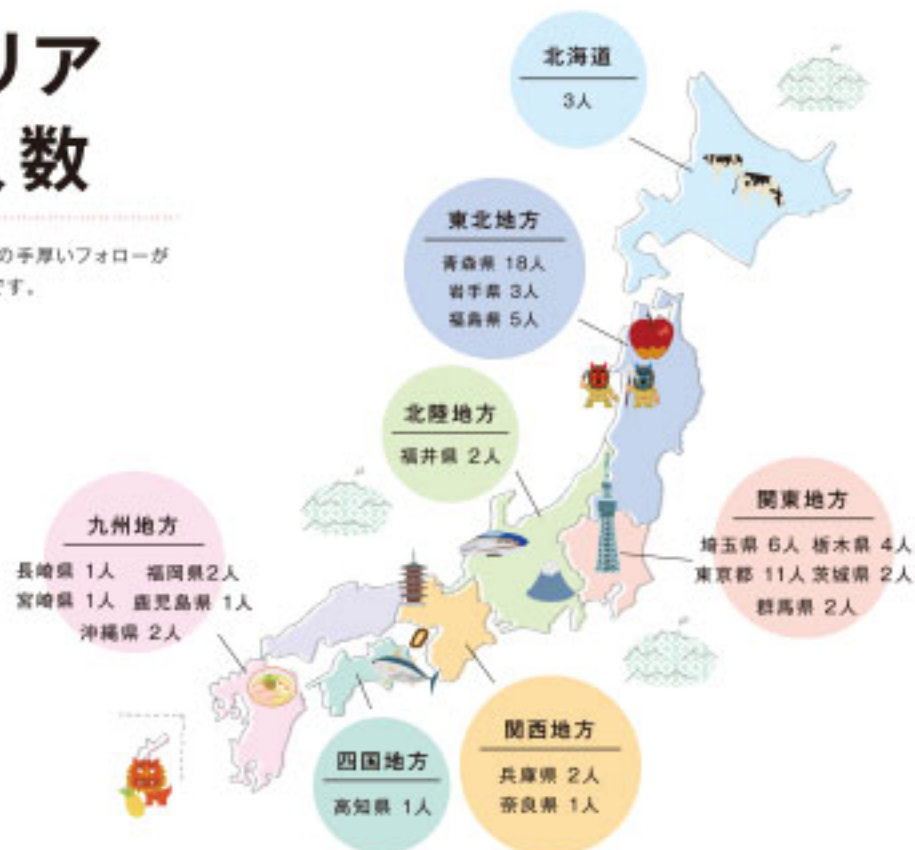 リア
数
の手厚いフォローが
です。
北海道
3人
東北地方
青森県 18人
岩手県 3人
福島県 5人
北陸地方
福井県 2人
関東地方
埼玉県 6人 栃木県 4人
東京都 11人 茨城県 2人
群馬県 2人
九州地方
長崎県 1人 福岡県2人
宮崎県 1人 鹿児島県 1人
沖縄県 2人
四国地方
高知県 1人
関西地方
兵庫県 2人
奈良県 1人